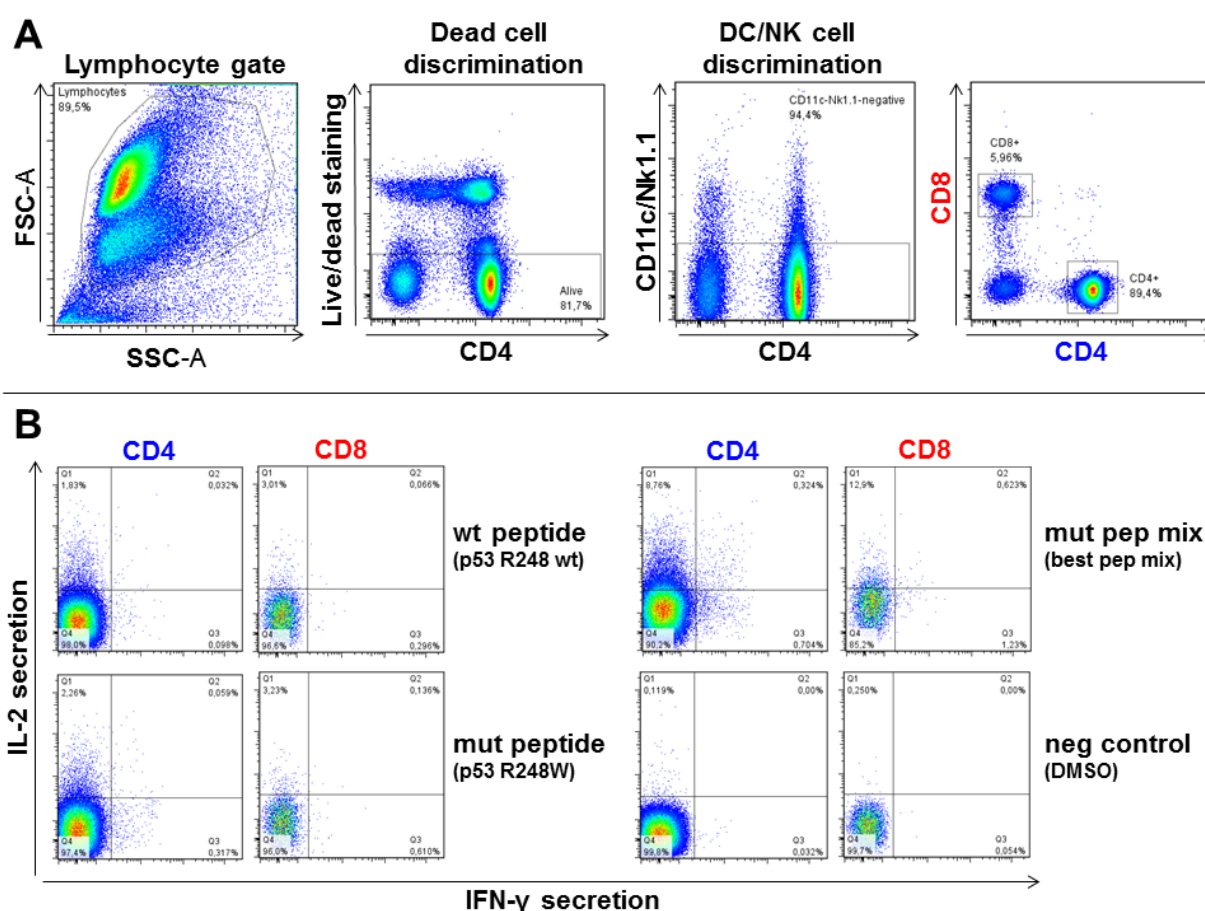 A
Lymphocyte gate
Lymphocytes
89,5%
FSC-A
SSC-A
Dead cell
discrimination
Live/dead staining
Alive
81,7%
CD4
DC/NK cell
discrimination
CD11c-Nk1.1-negative
94,4%
CD11c/Nk1.1
CD4
CD8+
5,96%
CD8
CD4+
89,4%
CD4
B
IL-2 secretion
CD4
Q1
1,83%
Q2
0,032%
Q4
98,0%
Q3
0,098%
CD8
Q1
3,01%
Q2
0,066%
Q4
96,6%
Q3
0,296%
wt peptide
(p53 R248 wt)
CD4
Q1
8,76%
Q2
0,324%
Q4
90,2%
Q3
0,704%
CD8
Q1
12,9%
Q2
0,623%
Q4
85,2%
Q3
1,23%
mut pep mix
(best pep mix)
Q1
2,26%
Q2
0,059%
Q4
97,4%
Q3
0,317%
Q1
3,23%
Q2
0,136%
Q4
96,0%
Q3
0,610%
mut peptide
(p53 R248W)
Q1
0,119%
Q2
0,00%
Q4
99,8%
Q3
0,032%
Q1
0,250%
Q2
0,00%
Q4
99,7%
Q3
0,054%
neg control
(DMSO)
IFN-γ secretion